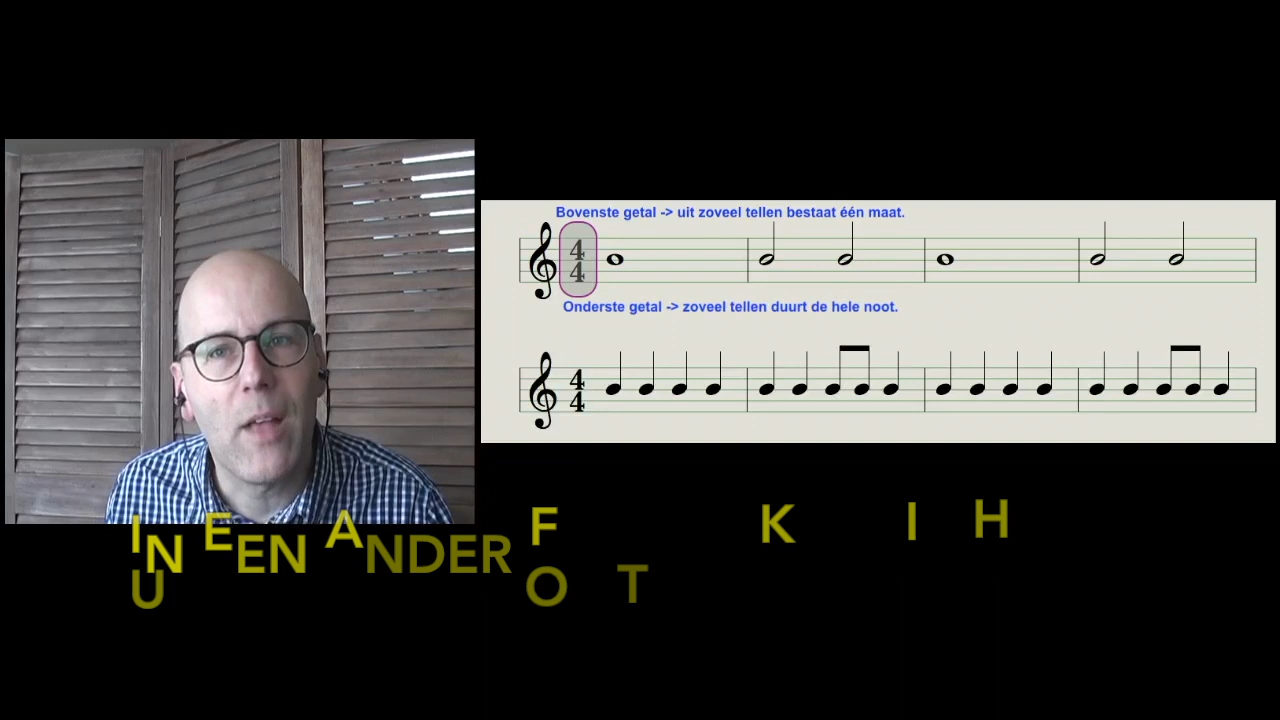 Bovenste getal -> uit zoveel tellen bestaat één maat.
4
4
Onderste getal -> zoveel tellen duurt de hele noot.
4
4
IN EEN ANDER F K I H
U O T